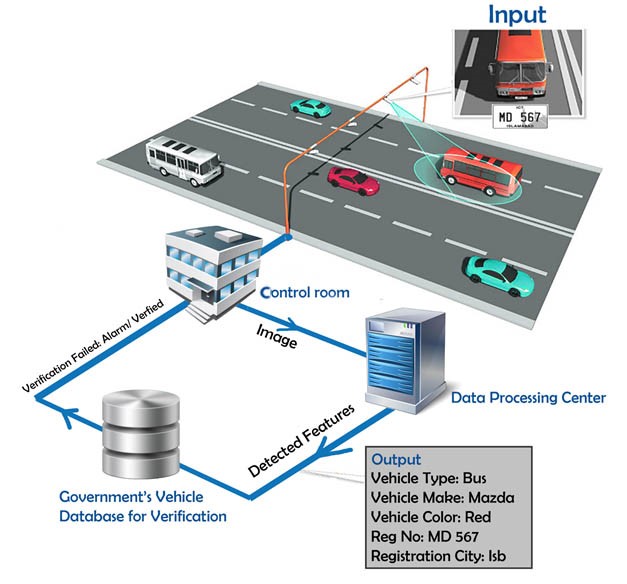 Input
MD 567
ISLAMABAD
Control room
Verification Failed: Alarm/ Verfied
Image
Data Processing Center
Detected Features
Government's Vehicle
Database for Verification
Output
Vehicle Type: Bus
Vehicle Make: Mazda
Vehicle Color: Red
Reg No: MD 567
Registration City: Isb